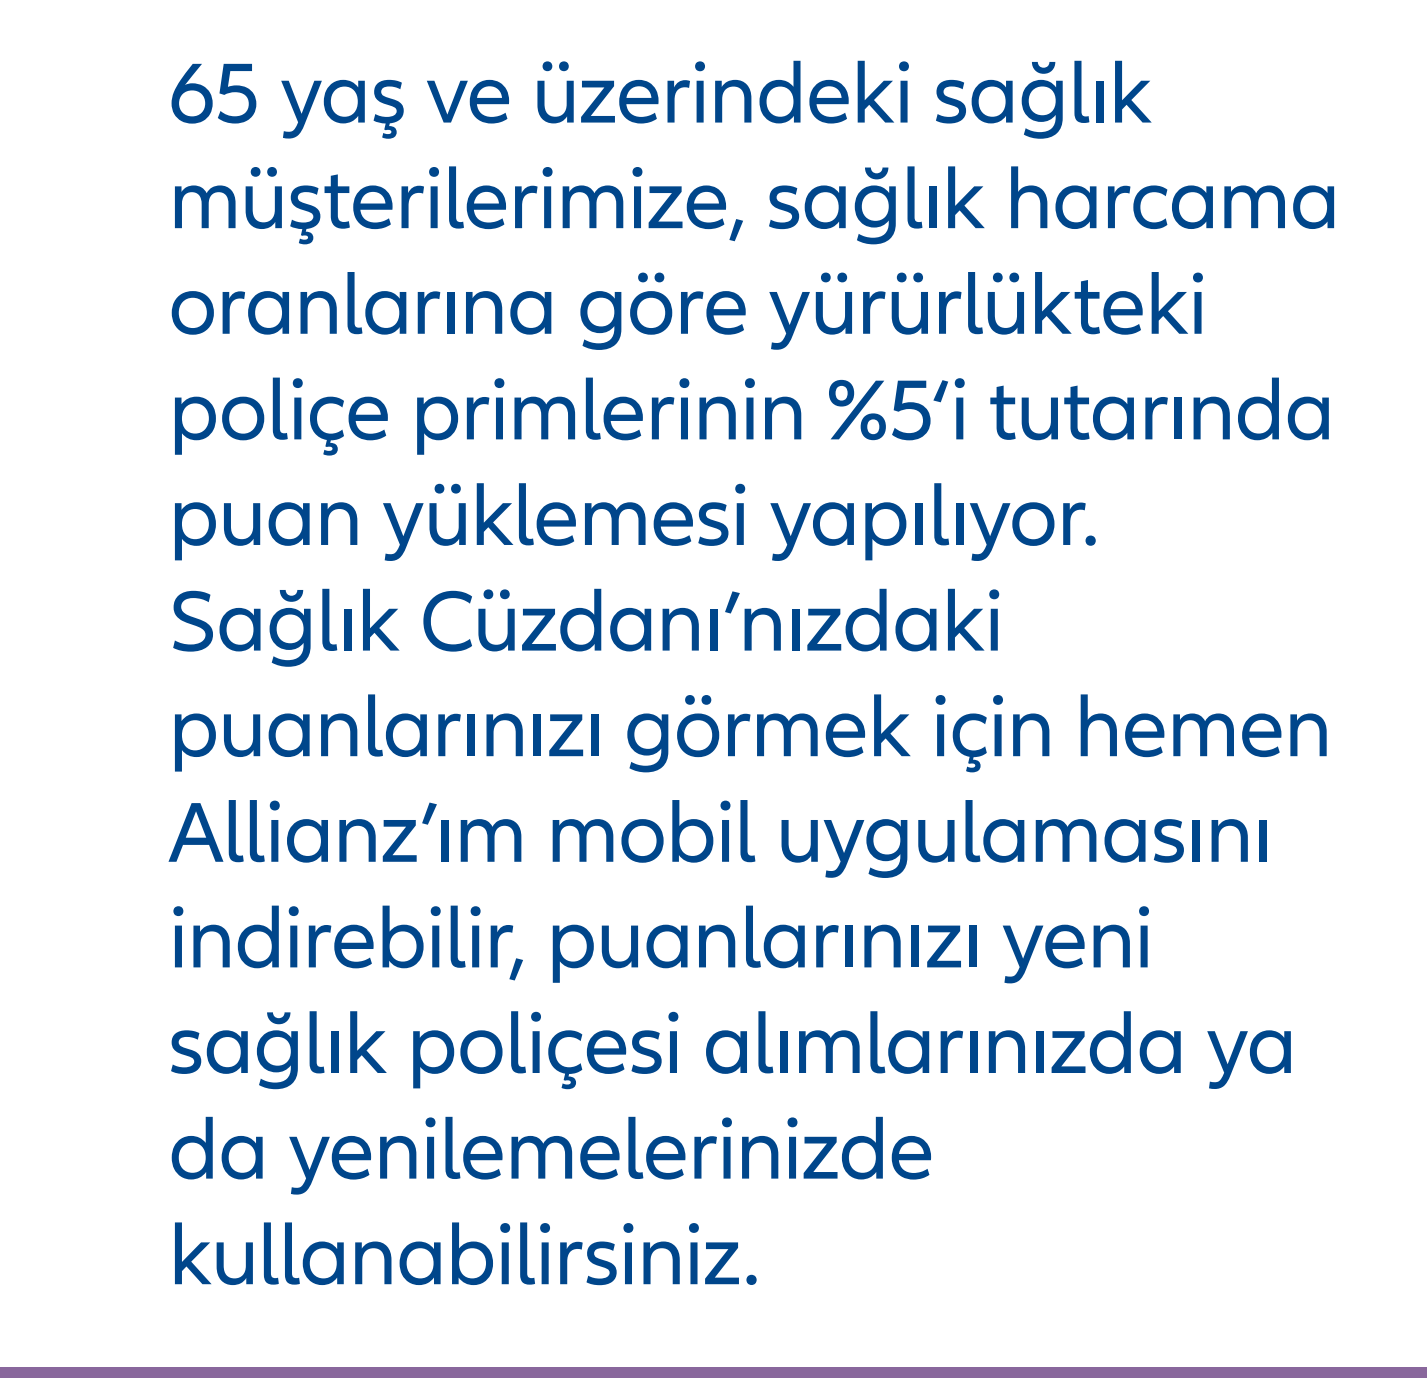 65 yaş ve üzerindeki sağlık
müşterilerimize, sağlık harcama
oranlarına göre yürürlükteki
poliçe primlerinin %5‘i tutarında
puan yüklemesi yapılıyor.
Sağlık Cüzdanı’nızdaki
puanlarınızı görmek için hemen
Allianz’ım mobil uygulamasını
indirebilir, puanlarınızı yeni
sağlık poliçesi alımlarınızda ya
da yenilemelerinizde
kullanabilirsiniz.